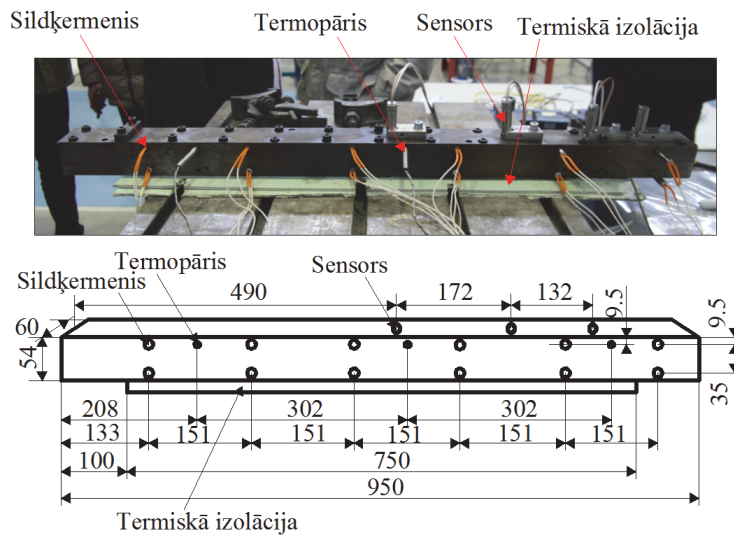 Sildķermenis
Termopāris
Sensors
Termiskā izolācija
Termopāris
Sensors
Sildķermenis
490
172
132
9.5
9.5
60
54
35
208
302
302
133
151
151
151
151
151
100
750
950
Termiskā izolācija